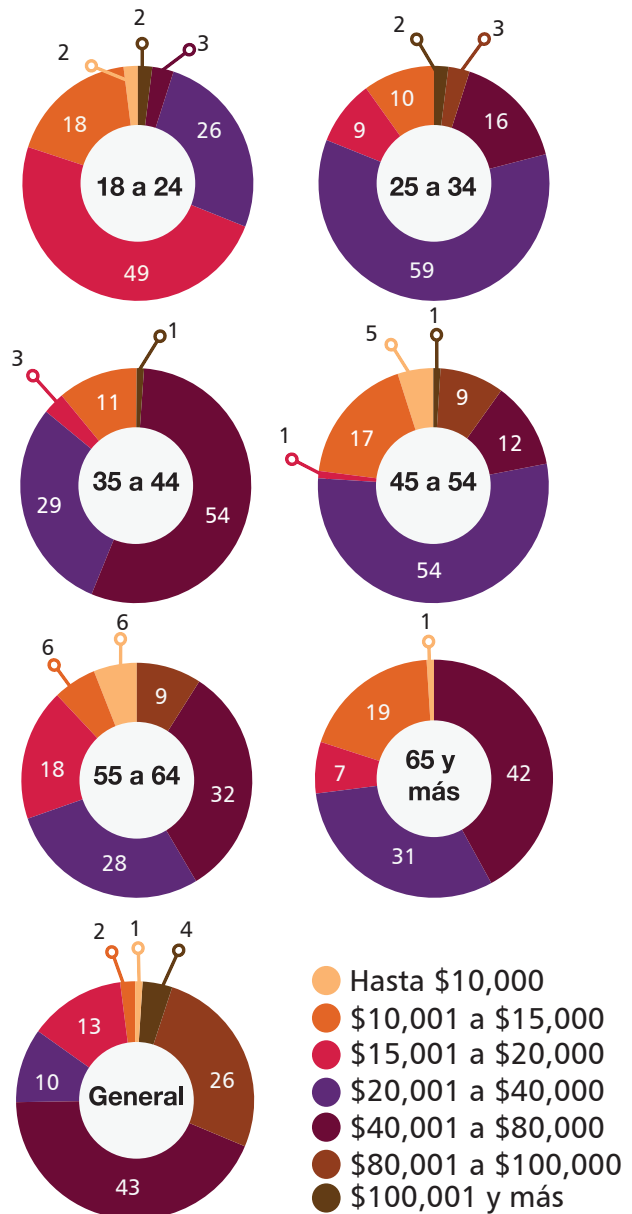 2
2
3
18
26
18 a 24
49
2
3
10
16
9
25 a 34
59
1
3
11
29
35 a 44
54
5
1
9
17
12
1
45 a 54
54
6
6
9
18
55 a 64
32
28
1
19
7
65 y
más
42
31
2
1
4
13
10
General
26
43
Hasta $10,000
$10,001 a $15,000
$15,001 a $20,000
$20,001 a $40,000
$40,001 a $80,000
$80,001 a $100,000
$100,001 y más